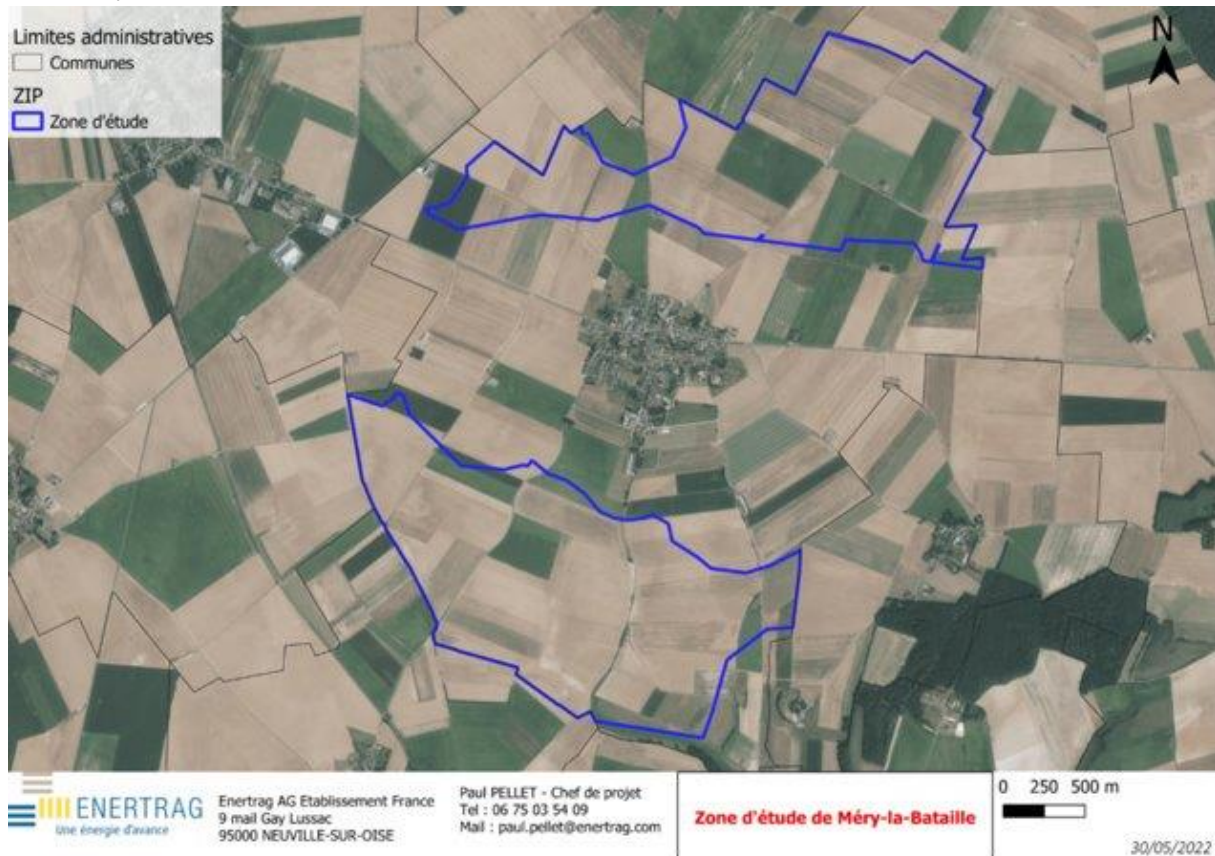 Limites administratives
Communes
ZIP
Zone d'étude
N
ENERTRAG
Une énergie d'avance
Enertrag AG Etablissement France
9 mail Gay Lussac
95000 NEUVILLE-SUR-OISE
Paul PELLET - Chef de projet
Tel : 06 75 03 54 09
Mail : paul.pellet@enertrag.com
Zone d'étude de Méry-la-Bataille
0 250 500 m
30/05/2022